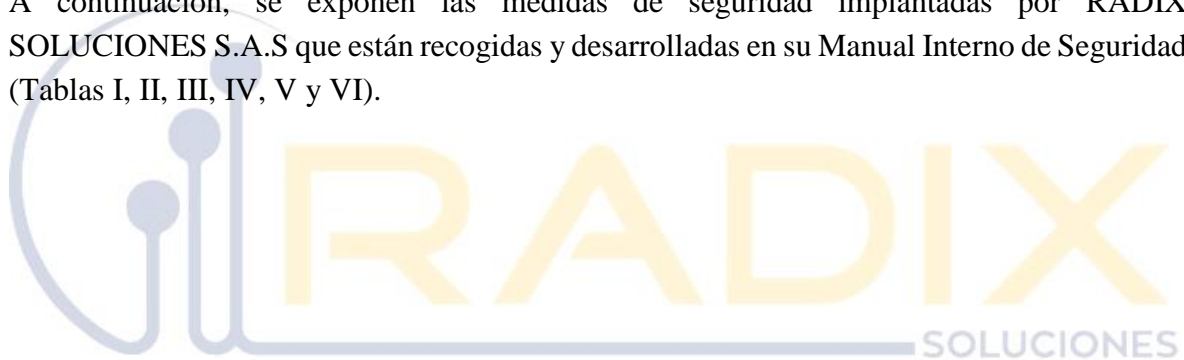 A continuación, se exponen las medidas de seguridad implantadas por RADIX
SOLUCIONES S.A.S que están recogidas y desarrolladas en su Manual Interno de Seguridad
(Tablas I, II, III, IV, V y VI).
RADIX
SOLUCIONES